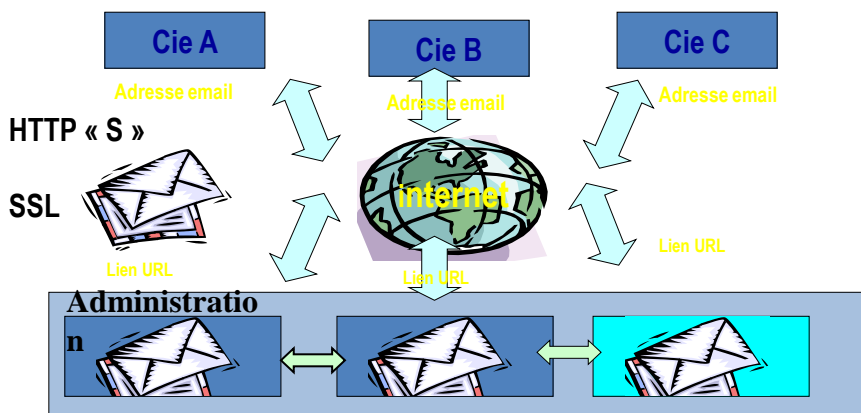 Cie A
Cie B
Cie C
Adresse email
Adresse email
Adresse email
HTTP « S »
internet
SSL
Lien URL
Lien URL
Lien URL
Administratio
n